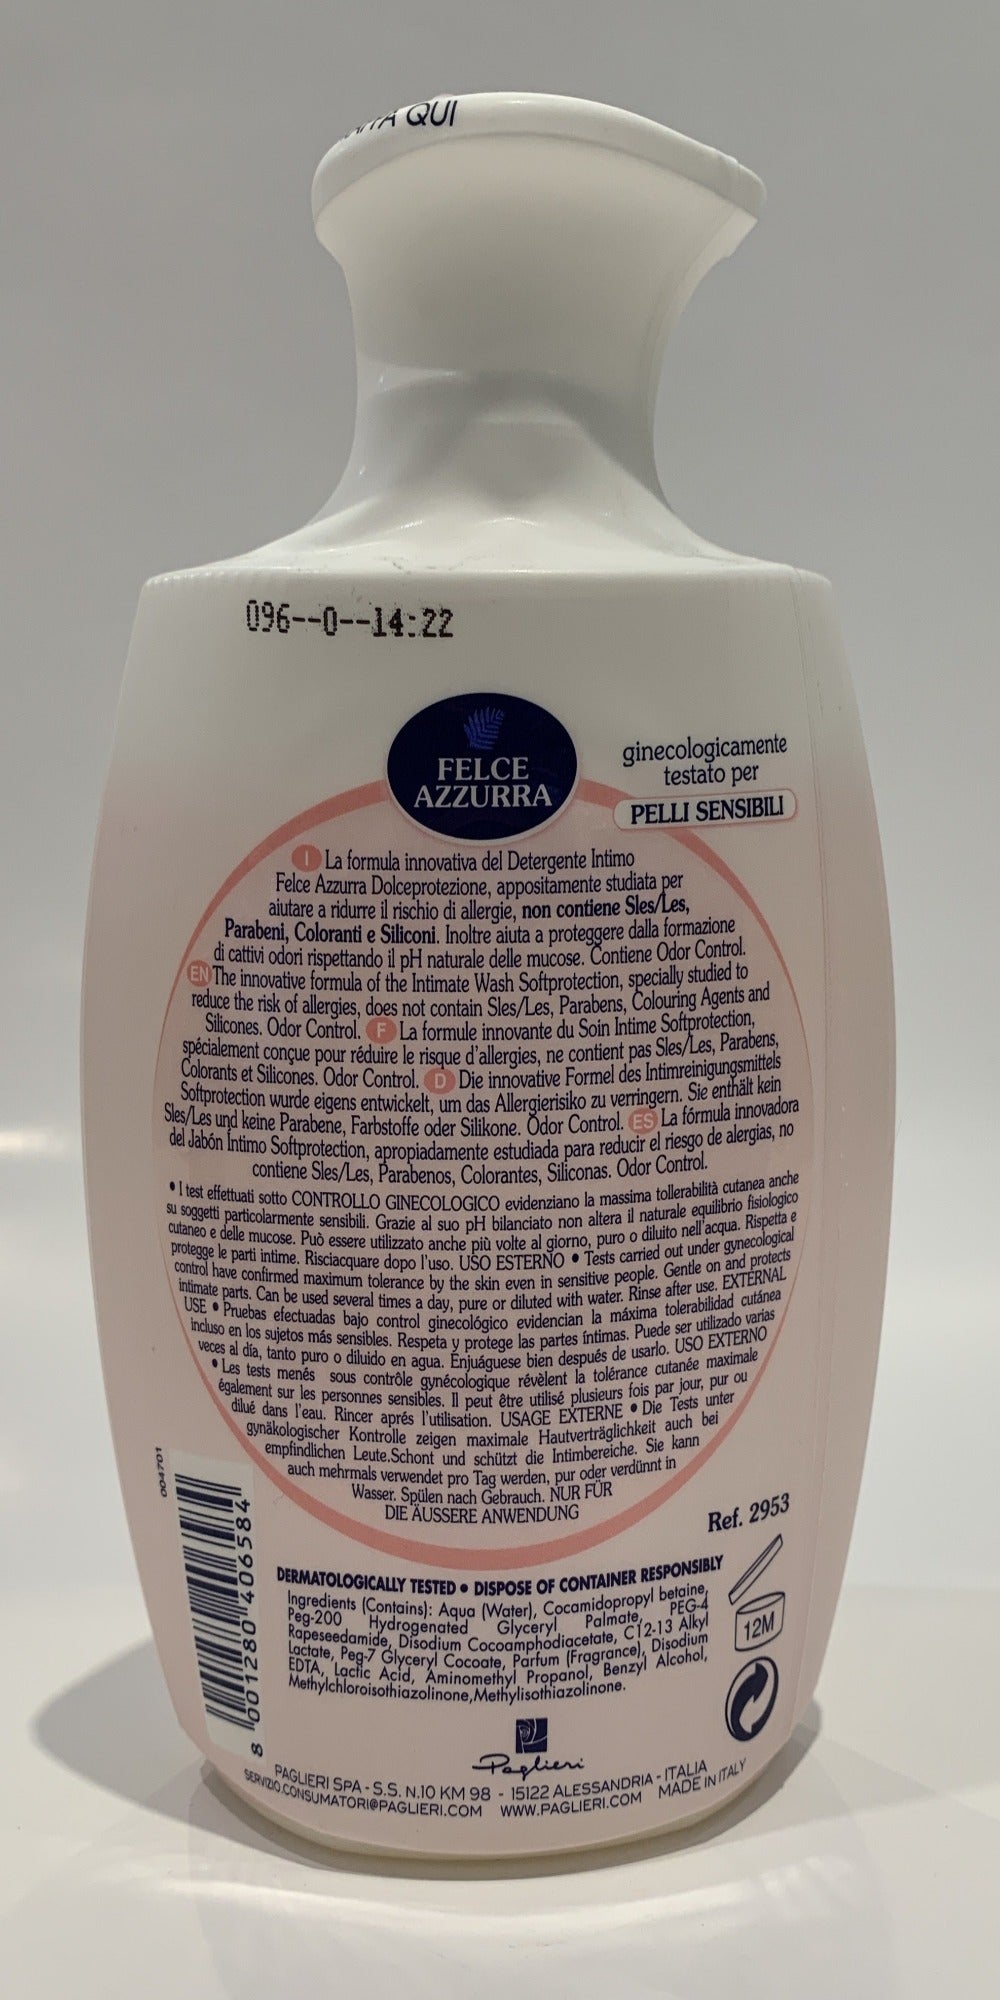 QUI
096--0--14:22
FELCE
AZZURRA
ginecologicamente
testato per
PELLI SENSIBILI
I La formula innovativa del Detergente Intimo
Felce Azzurra Dolceprotezione, appositamente studiata per
aiutare a ridurre il rischio di allergie, non contiene Sles/Les,
Parabeni, Coloranti e Siliconi. Inoltre aiuta a proteggere dalla formazione
di cattivi odori rispettando il pH naturale delle mucose. Contiene Odor Control.
EN The innovative formula of the Intimate Wash Softprotection, specially studied to
reduce the risk of allergies, does not contain Sles/Les, Parabens, Colouring Agents and
Silicones. Odor Control. F La formule innovante du Soin Intime Softprotection,
spécialement conçue pour réduire le risque d'allergies, ne contient pas Sles/Les, Parabens,
Colorants et Silicones. Odor Control. D Die innovative Formel des Intimreinigungsmittels
Softprotection wurde eigens entwickelt, um das Allergierisiko zu verringern. Sie enthält kein
Sles/Les und keine Parabene, Farbstoffe oder Silikone. Odor Control. ES La fórmula innovadora
del Jabón Íntimo Softprotection, apropiadamente estudiada para reducir el riesgo de alergias, no
contiene Sles/Les, Parabenos, Colorantes, Siliconas. Odor Control.
• I test effettuati sotto CONTROLLO GINECOLOGICO evidenziano la massima tollerabilità cutanea anche
su soggetti particolarmente sensibili. Grazie al suo pH bilanciato non altera il naturale equilibrio fisiologico
cutaneo e delle mucose. Può essere utilizzato anche più volte al giorno, puro o diluito nell'acqua. Rispetta e
protegge le parti intime. Risciacquare dopo l'uso. USO ESTERNO • Tests carried out under gynecological
control have confirmed maximum tolerance by the skin even in sensitive people. Gentle on and protects
intimate parts. Can be used several times a day, pure or diluted with water. Rinse after use. EXTERNAL
USE • Pruebas efectuadas bajo control ginecológico evidencian la máxima tolerabilidad cutánea
incluso en los sujetos más sensibles. Respeta y protege las partes íntimas. Puede ser utilizado varias
veces al día, tanto puro o diluido en agua. Enjuáguese bien después de usarlo. USO EXTERNO
• Les tests menés sous contrôle gynécologique révèlent la tolérance cutanée maximale
également sur les personnes sensibles. Il peut être utilisé plusieurs fois par jour, pur ou
dilué dans l'eau. Rincer aprés l'utilisation. USAGE EXTERNE • Die Tests unter
gynäkologischer Kontrolle zeigen maximale Hautverträglichkeit auch bei
empfindlichen Leute.Schont und schützt die Intimbereiche. Sie kann
auch mehrmals verwendet pro Tag werden, pur oder verdünnt in
Wasser. Spülen nach Gebrauch. NUR FÜR
DIE ÄUSSERE ANWENDUNG
004701
8 001280 406584
Ref. 2953
12M
DERMATOLOGICALLY TESTED • DISPOSE OF CONTAINER RESPONSIBLY
Ingredients (Contains): Aqua (Water), Cocamidopropyl betaine,
Peg-200 Hydrogenated Glyceryl Palmate, PEG-4
Rapeseedamide, Disodium Cocoamphodiacetate, C12-13 Alkyl
Lactate, Peg-7 Glyceryl Cocoate, Parfum (Fragrance), Disodium
EDTA, Lactic Acid, Aminomethyl Propanol, Benzyl Alcohol,
Methylchloroisothiazolinone,Methylisothiazolinone.
Paglieri
PAGLIERI SPA - S.S. N.10 KM 98 - 15122 ALESSANDRIA - ITALIA
SERVIZIO.CONSUMATORI@PAGLIERI.COM WWW.PAGLIERI.COM MADE IN ITALY